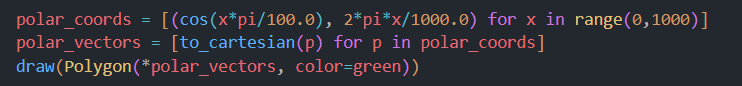 polar_coords = [(cos(x*pi/100.0), 2*pi*x/1000.0) for x in range(0,1000)]
polar_vectors = [to_cartesian(p) for p in polar_coords]
draw(Polygon(*polar_vectors, color=green))